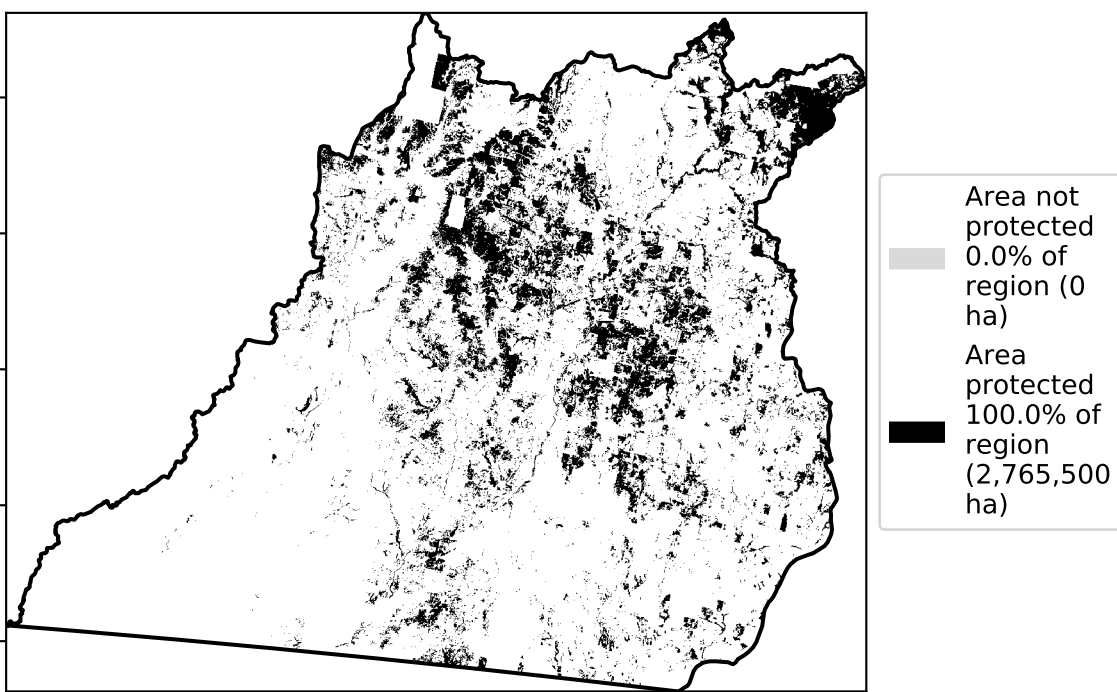 Area not
protected
0.0% of
region (0
ha)
Area
protected
100.0% of
region
(2,765,500
ha)